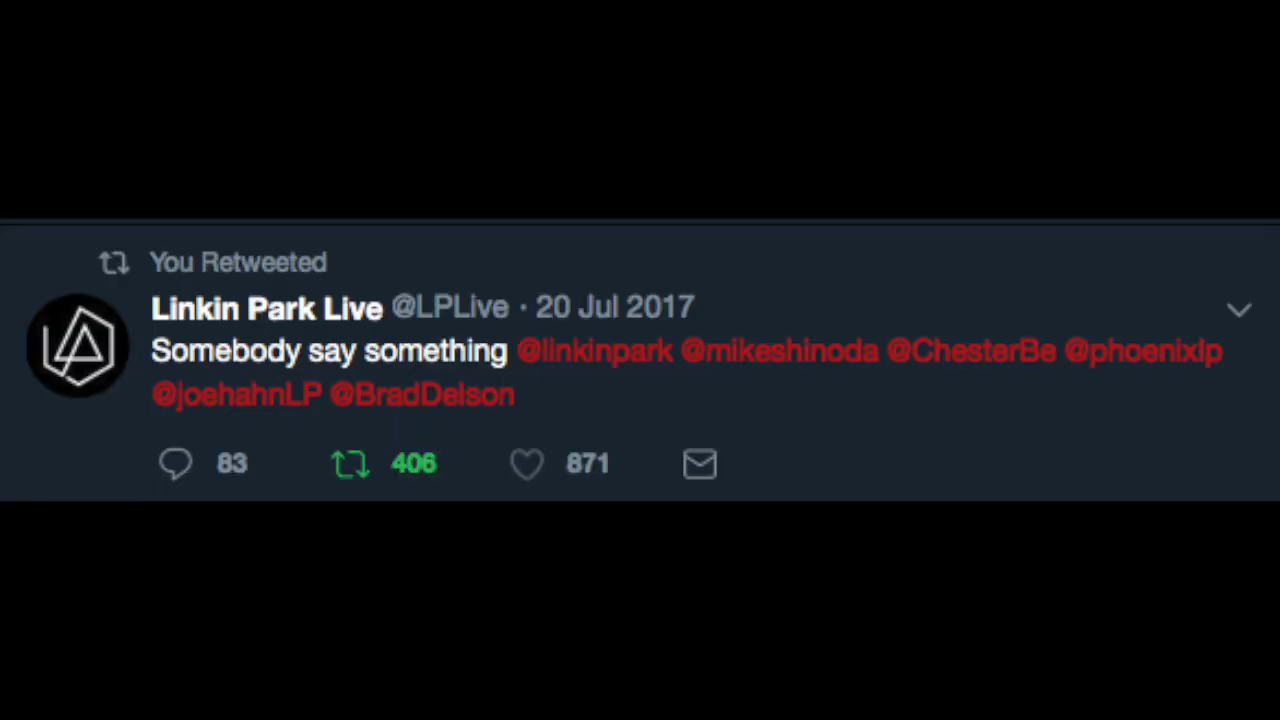 You Retweeted
Linkin Park Live @LPLive · 20 Jul 2017
Somebody say something @linkinpark @mikeshinoda @ChesterBe @phoenixlp
@joehahnLP @BradDelson
83 406 871